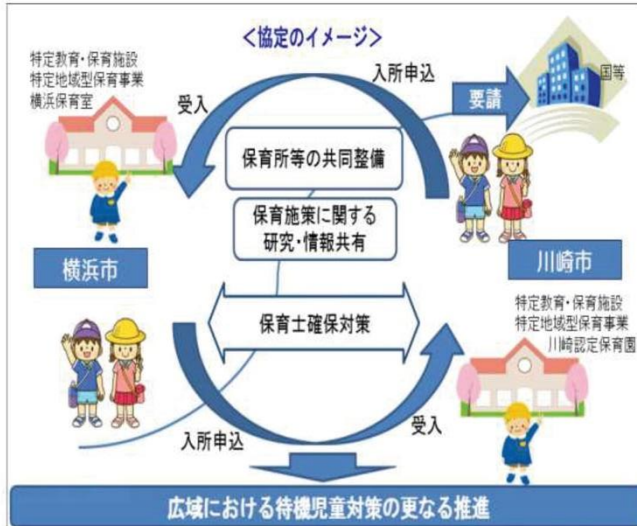 ＜協定のイメージ＞
特定教育・保育施設
特定地域型保育事業
横浜保育室
受入
入所申込
要請
国等
保育所等の共同整備
保育施策に関する
研究・情報共有
横浜市
川崎市
保育士確保対策
特定教育・保育施設
特定地域型保育事業
川崎認定保育園
入所申込
受入
広域における待機児童対策の更なる推進